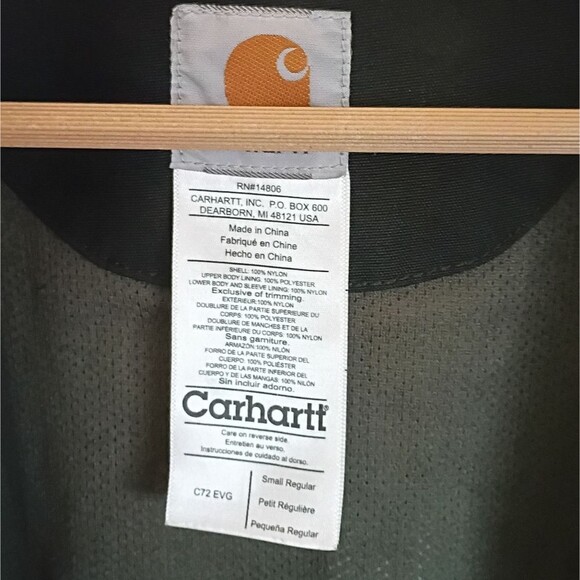 RN#14806
CARHARTT, INC. P.O. BOX 600
DEARBORN, MI 48121 USA
Made in China
Fabriqué en Chine
Hecho en China
SHELL: 100% NYLON
UPPER BODY LINING: 100% POLYESTER
LOWER BODY AND SLEEVE LINING: 100% NYLON
Exclusive of trimming.
EXTÉRIEUR:100% NYLON
DOUBLURE DE LA PARTIE SUPÉRIEURE DU
CORPS: 100% POLYESTER
DOUBLURE DE MANCHES ET DE LA
PARTIE INFÉRIEURE DU CORPS: 100% NYLON
Sans garniture.
ARMAZÓN:100% NILÓN
FORRO DE LA PARTE SUPERIOR DEL
CUERPO: 100% POLIÉSTER
FORRO DE LA PARTE INFERIOR DEL
CUERPO Y DE LAS MANGAS: 100% NILÓN
Sin incluir adorno.
Carhartt
Care on reverse side.
Entretien au verso.
Instrucciones de cuidado al dorso.
C72 EVG
Small Regular
Petit Régulière
Pequeña Regular